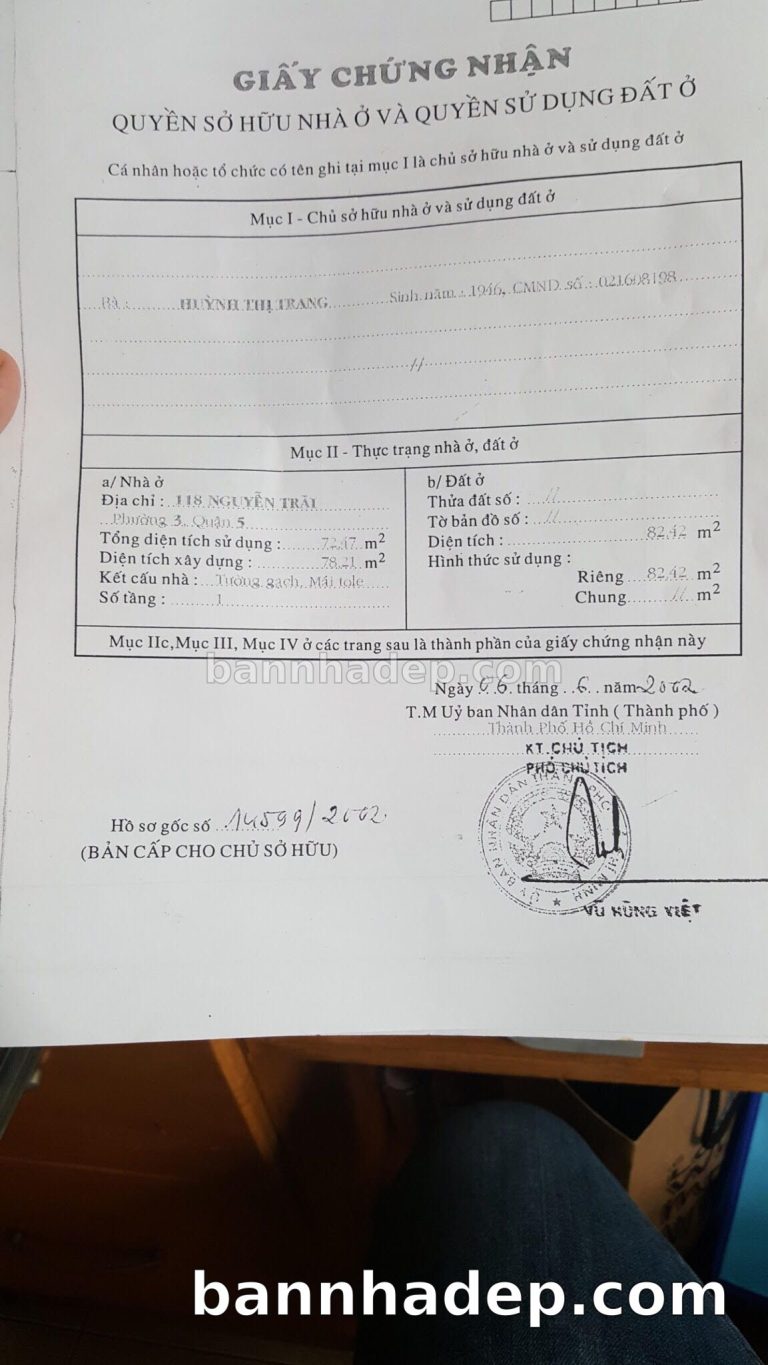 GIẤY CHỨNG NHẬN
QUYỀN SỞ HỮU NHÀ Ở VÀ QUYỀN SỬ DỤNG ĐẤT Ở
Cá nhân hoặc tổ chức có tên ghi tại mục I là chủ sở hữu nhà ở và sử dụng đất ở
Mục I - Chủ sở hữu nhà ở và sử dụng đất ở
Bà : HUỲNH THỊ TRANG Sinh năm : 1946, CMND số : 021608198
//
Mục II - Thực trạng nhà ở, đất ở
a/ Nhà ở
Địa chỉ : 118 NGUYỄN TRÃI
Phường 3, Quận 5
Tổng diện tích sử dụng : 72.47 m²
Diện tích xây dựng : 78.21 m²
Kết cấu nhà : Tường gạch, Mái tole
Số tầng : 1
b/ Đất ở
Thửa đất số : //
Tờ bản đồ số : //
Diện tích : 82.42 m²
Hình thức sử dụng :
Riêng 82.42 m²
Chung // m²
Mục IIc,Mục III, Mục IV ở các trang sau là thành phần của giấy chứng nhận này
bannhadep.com
Ngày 06 tháng 6 năm 2002
T.M Uỷ ban Nhân dân Tỉnh ( Thành phố )
Thành Phố Hồ Chí Minh
KT.CHỦ TỊCH
PHÓ CHỦ TỊCH
Hồ sơ gốc số 14599/2002
(BẢN CẤP CHO CHỦ SỞ HỮU)
ỦY BAN NHÂN DÂN THÀNH PHỐ HỒ CHÍ MINH
VŨ HÙNG VIỆT
bannhadep.com